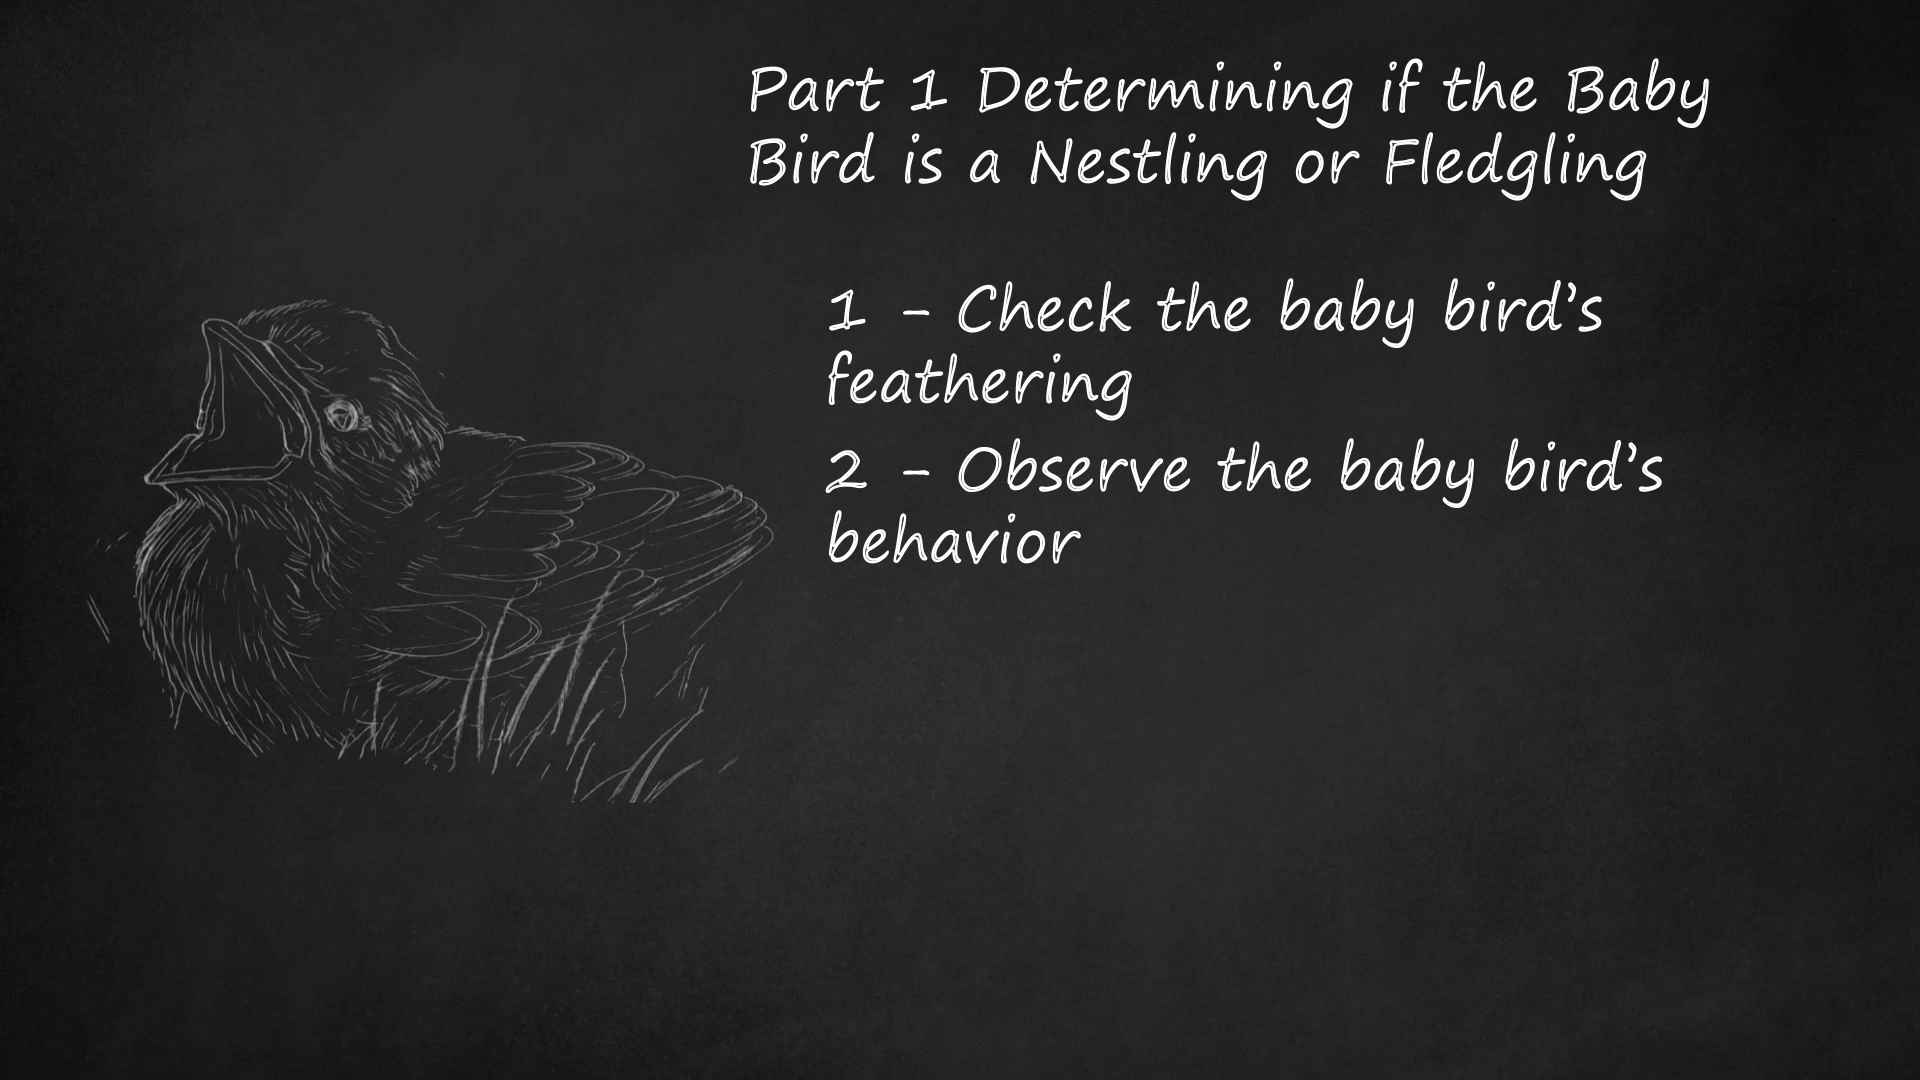 Part 1 Determining if the Baby
Bird is a Nestling or Fledgling
1 - Check the baby bird’s
feathering
2 - Observe the baby bird’s
behavior